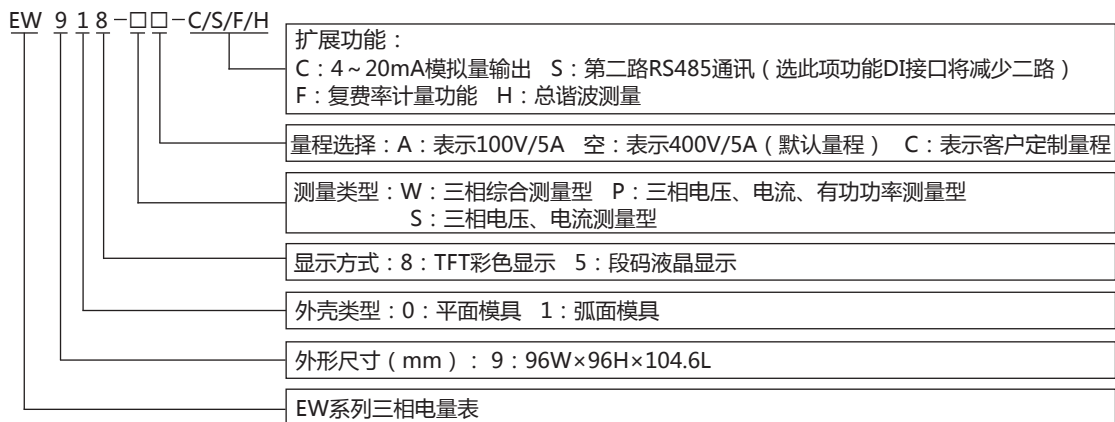 EW 9 1 8-□□-C/S/F/H
扩展功能：
C：4～20mA模拟量输出 S：第二路RS485通讯（选此项功能DI接口将减少二路）
F：复费率计量功能 H：总谐波测量
量程选择：A：表示100V/5A 空：表示400V/5A（默认量程） C：表示客户定制量程
测量类型：W：三相综合测量型 P：三相电压、电流、有功功率测量型
S：三相电压、电流测量型
显示方式：8：TFT彩色显示 5：段码液晶显示
外壳类型：0：平面模具 1：弧面模具
外形尺寸（mm）：9：96W×96H×104.6L
EW系列三相电量表